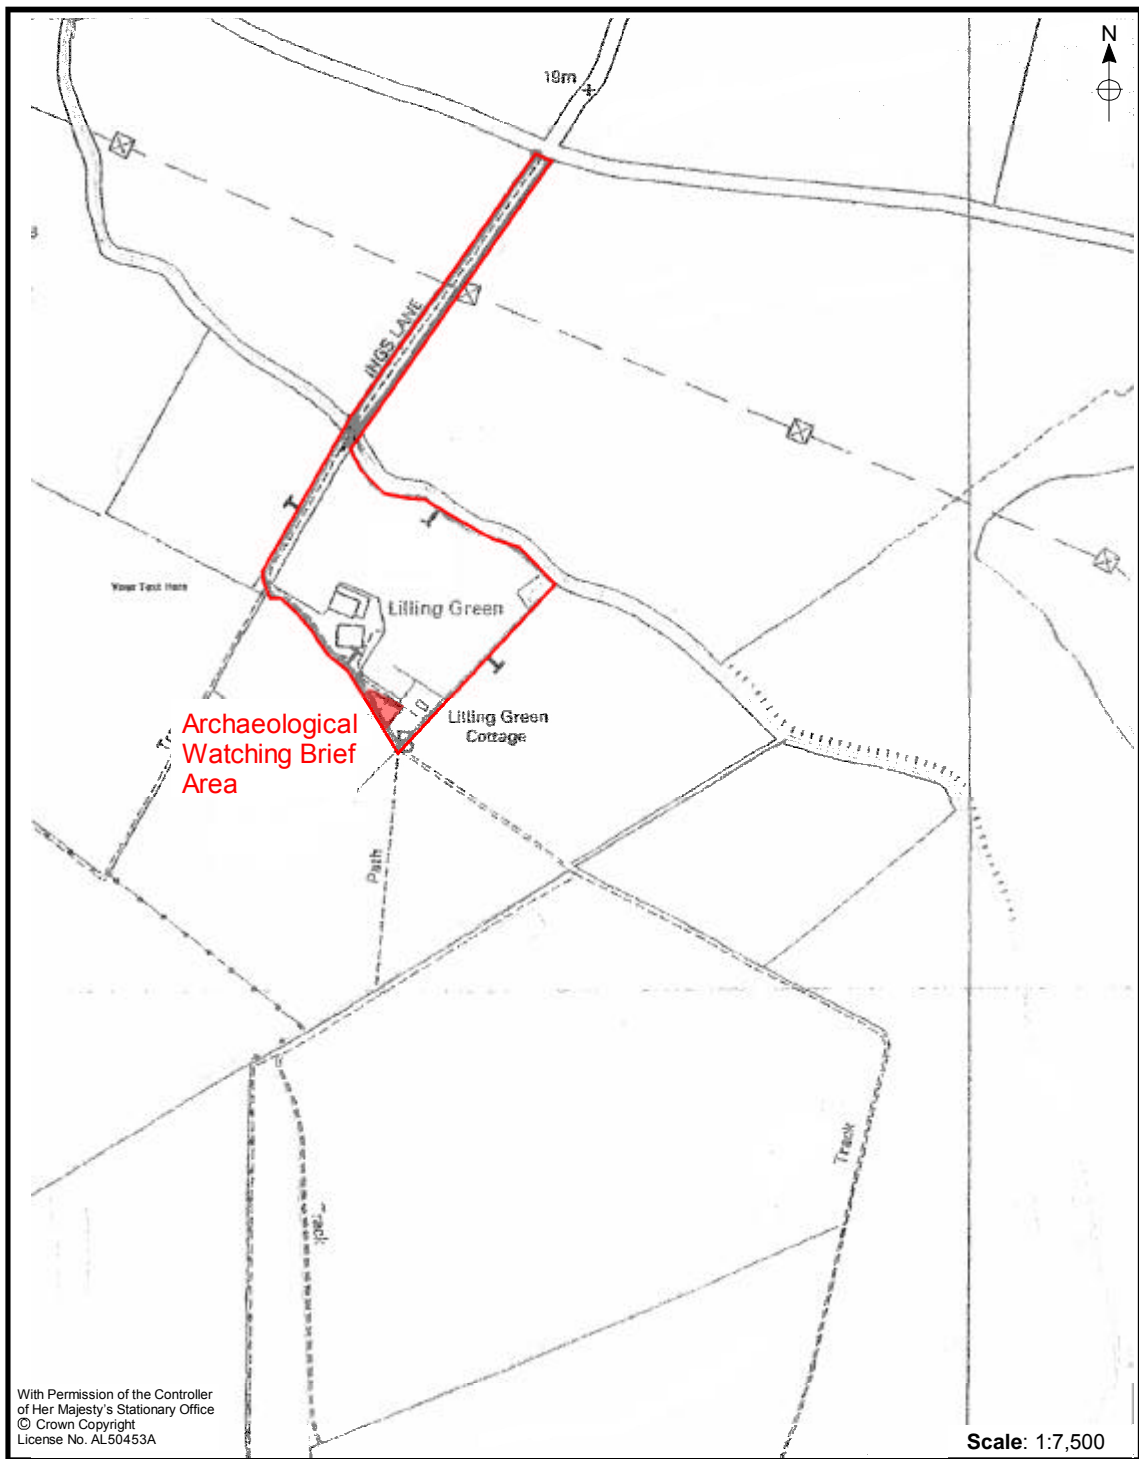 N
19m
INGS LANE
Your Text Here
Lilling Green
Lilling Green
Cottage
Archaeological
Watching Brief
Area
Path
Track
Track
With Permission of the Controller
of Her Majesty's Stationary Office
© Crown Copyright
License No. AL50453A
Scale: 1:7,500